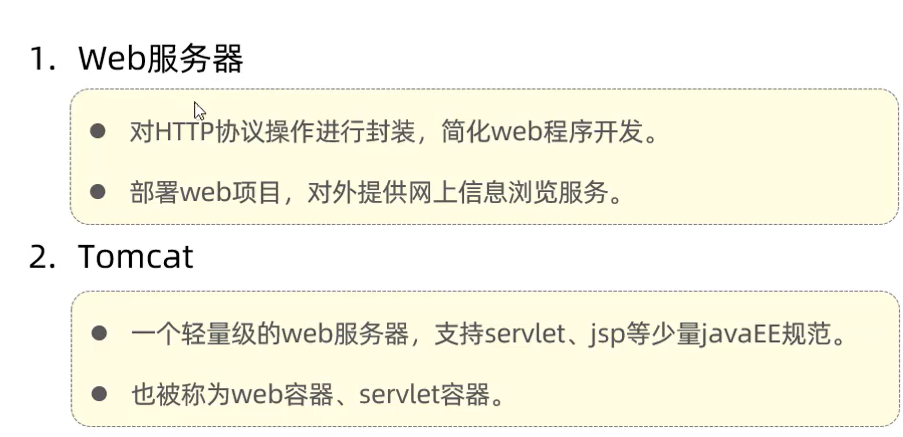 1. Web服务器
● 对HTTP协议操作进行封装，简化web程序开发。
● 部署web项目，对外提供网上信息浏览服务。
2. Tomcat
● 一个轻量级的web服务器，支持servlet、jsp等少量javaEE规范。
● 也被称为web容器、servlet容器。